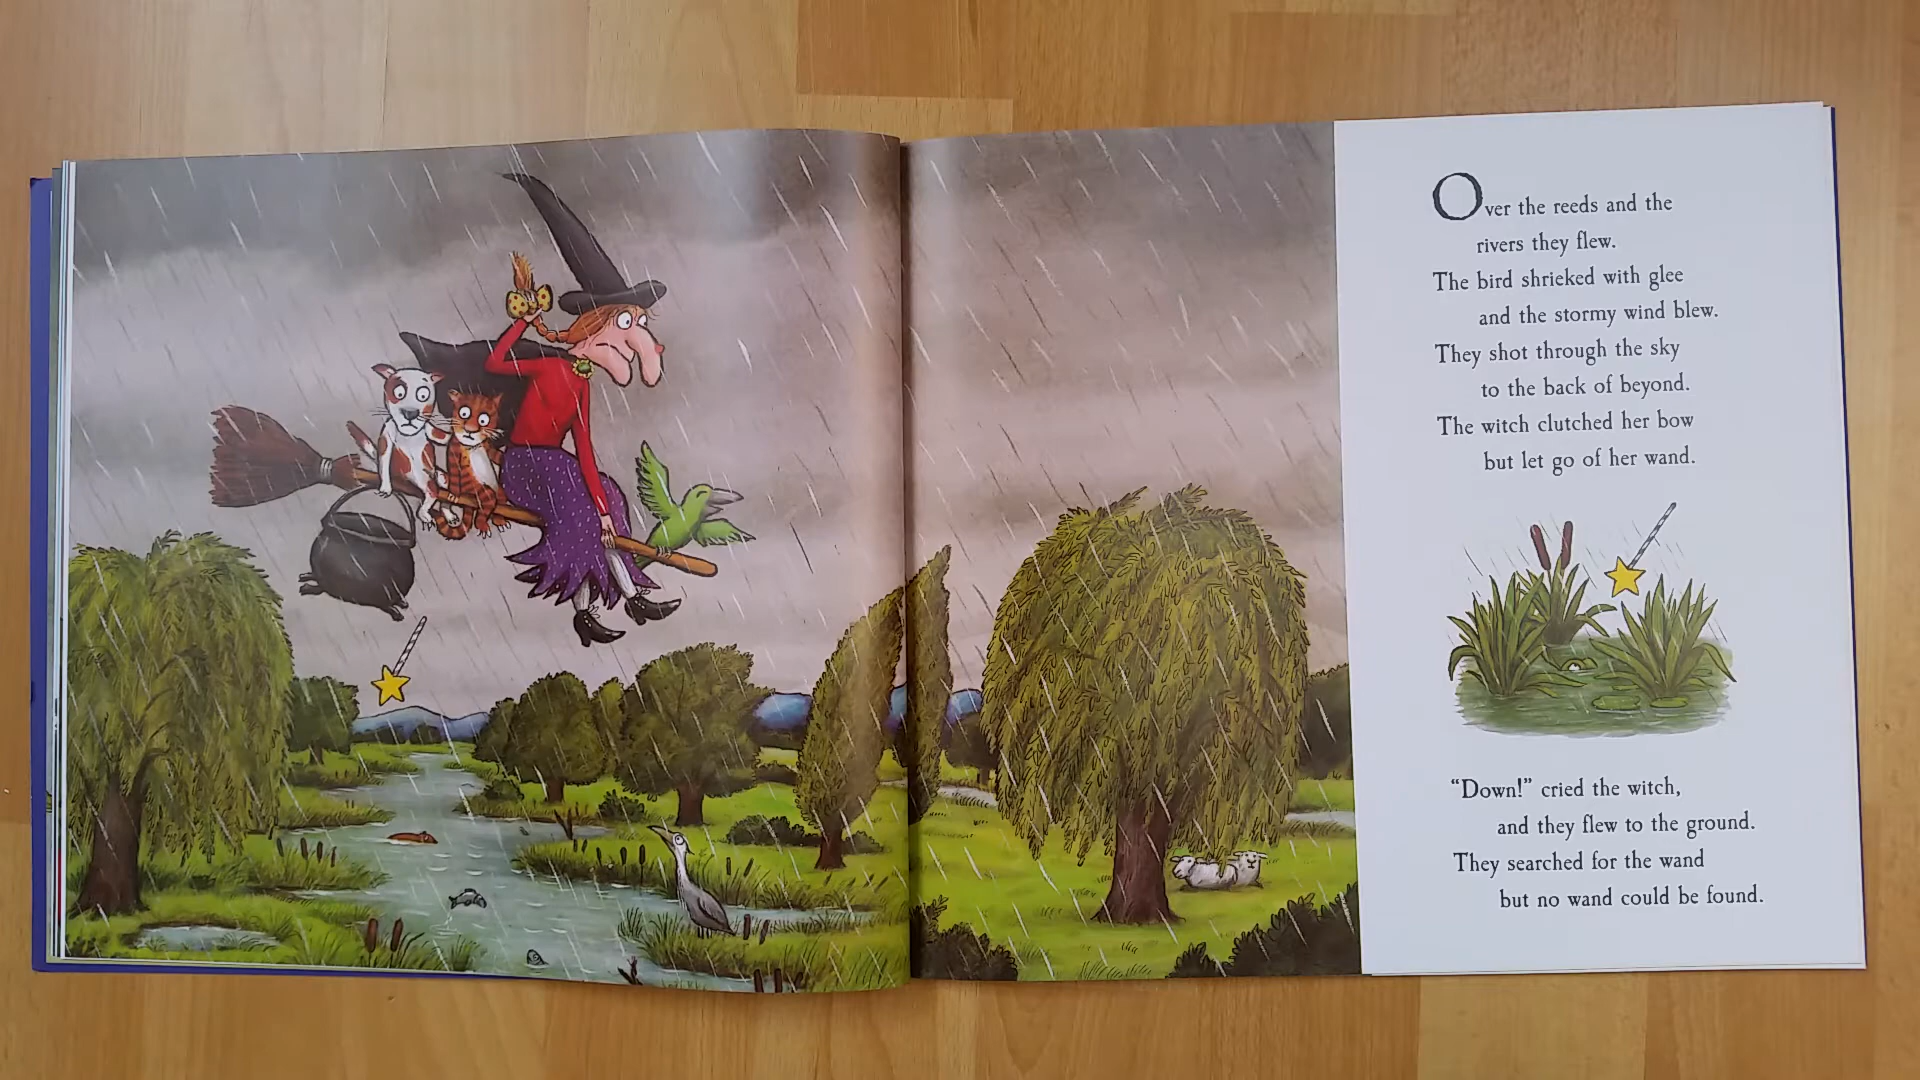 Over the reeds and the
rivers they flew.
The bird shrieked with glee
and the stormy wind blew.
They shot through the sky
to the back of beyond.
The witch clutched her bow
but let go of her wand.
“Down!” cried the witch,
and they flew to the ground.
They searched for the wand
but no wand could be found.